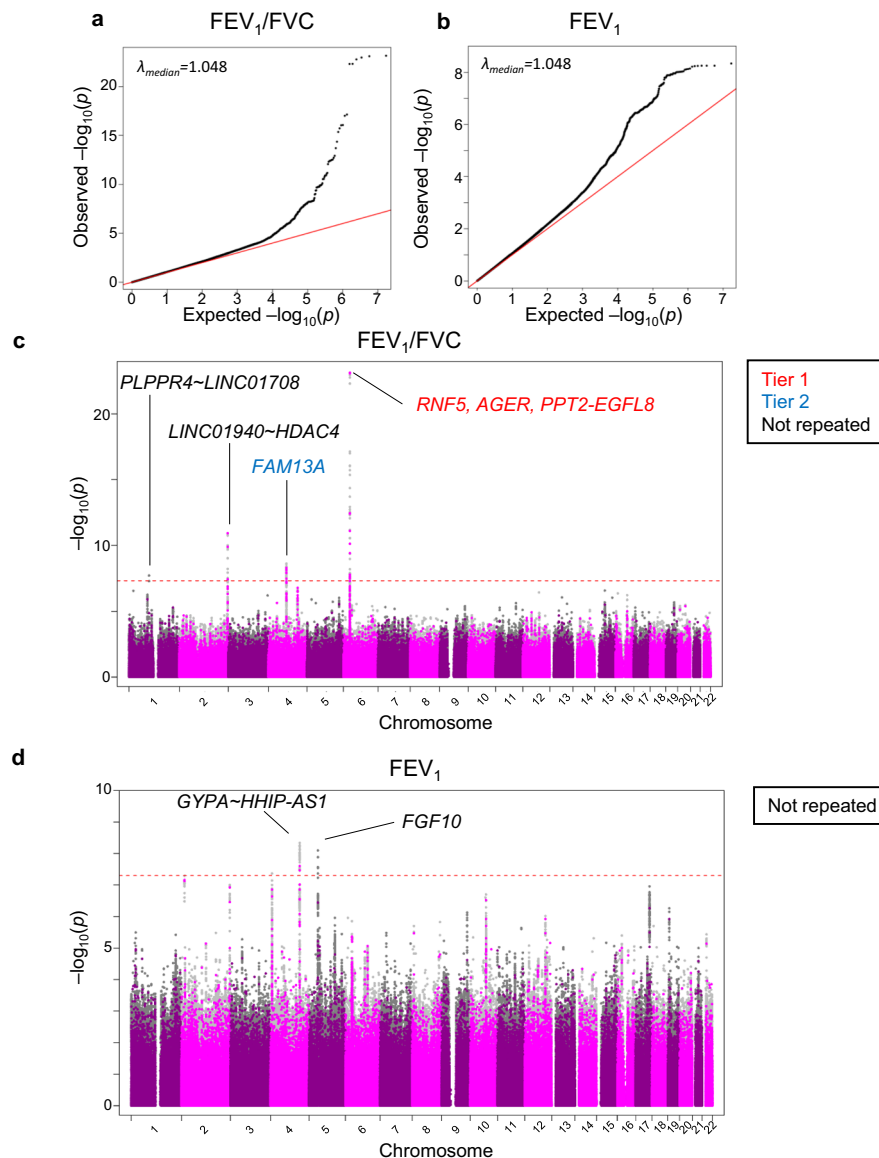 a
FEV1/FVC
λmedian=1.048
Observed –log10(p)
20
15
10
5
0
0 1 2 3 4 5 6 7
Expected –log10(p)
b
FEV1
λmedian=1.048
Observed –log10(p)
8
6
4
2
0
0 1 2 3 4 5 6 7
Expected –log10(p)
c
FEV1/FVC
PLPPR4~LINC01708
LINC01940~HDAC4
FAM13A
RNF5, AGER, PPT2-EGFL8
Tier 1
Tier 2
Not repeated
–log10(p)
20
10
0
1 2 3 4 5 6 7 8 9 10 11 12 13 14 15 16 17 18 19 20 21 22
Chromosome
d
FEV1
GYPA~HHIP-AS1
FGF10
Not repeated
–log10(p)
10
5
0
1 2 3 4 5 6 7 8 9 10 11 12 13 14 15 16 17 18 19 20 21 22
Chromosome